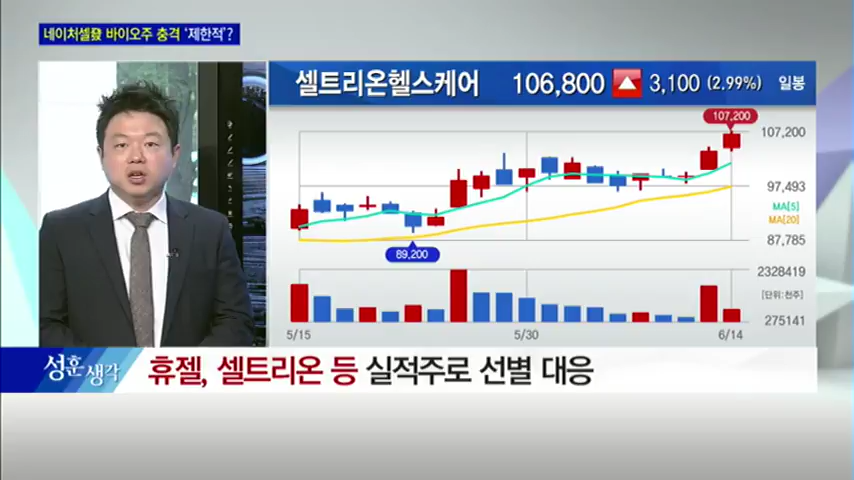 네이처셀發 바이오주 충격 '제한적'?
셀트리온헬스케어 106,800 ▲ 3,100 (2.99%) 일봉
107,200
107,200
97,493
MA[5]
MA[20]
87,785
89,200
2328419
[단위:천주]
275141
5/15 5/30 6/14
성훈생각
휴젤, 셀트리온 등 실적주로 선별 대응